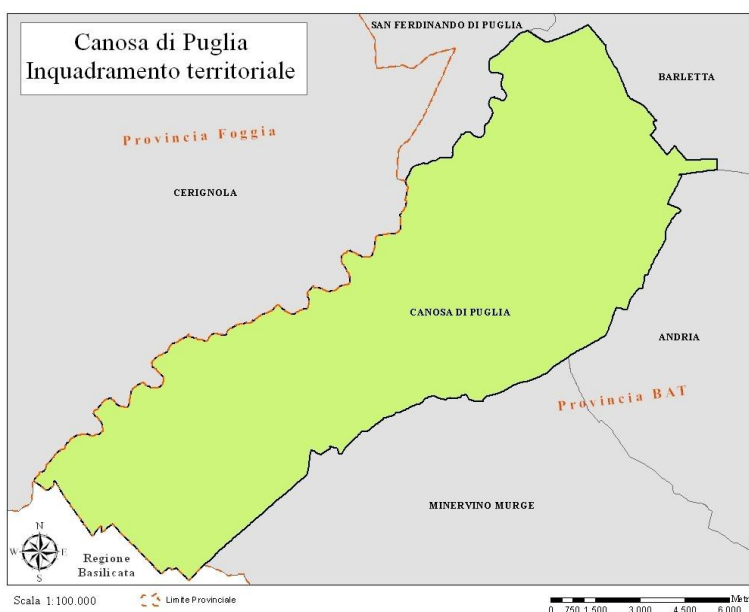 Canosa di Puglia
Inquadramento territoriale
SAN FERDINANDO DI PUGLIA
BARLETTA
Provincia Foggia
CERIGNOLA
CANOSA DI PUGLIA
ANDRIA
Provincia BAT
MINERVINO MURGE
N
W E
S
Regione
Basilicata
Scala 1:100.000
Limite Provinciale
Metri
0 750 1.500 3.000 4.500 6.000